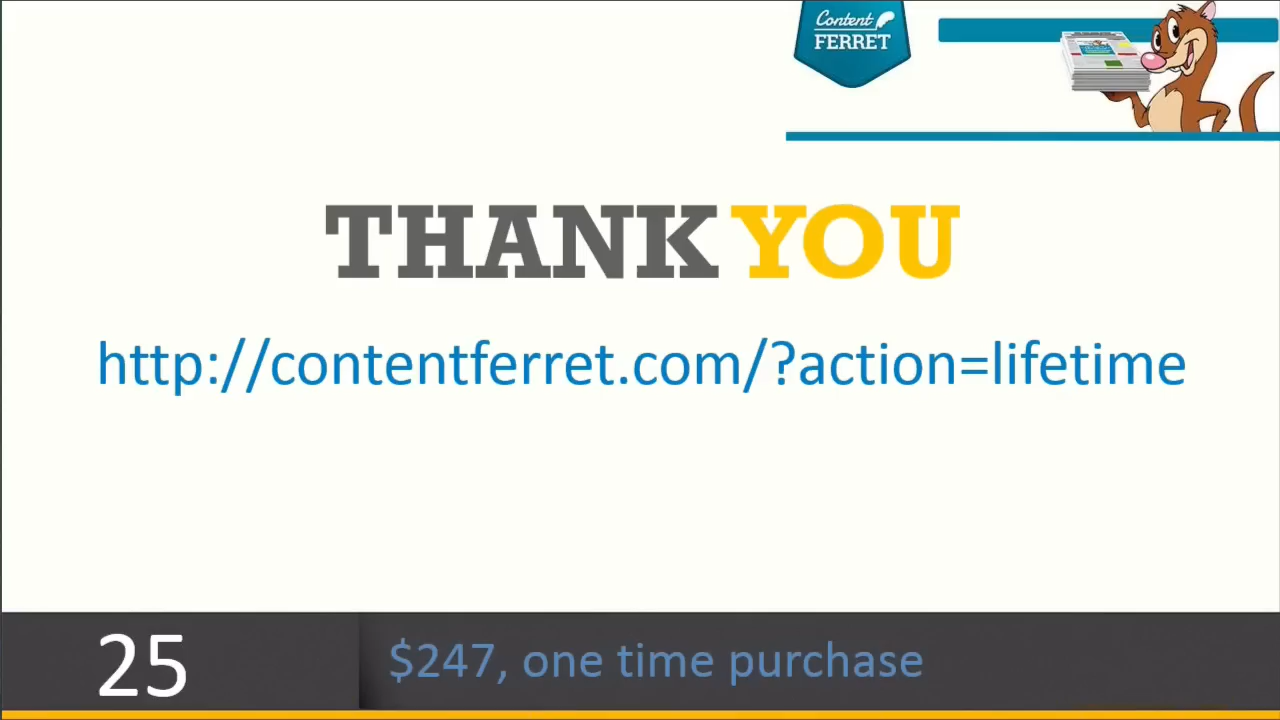 Content
FERRET
THANK YOU
http://contentferret.com/?action=lifetime
25
$247, one time purchase